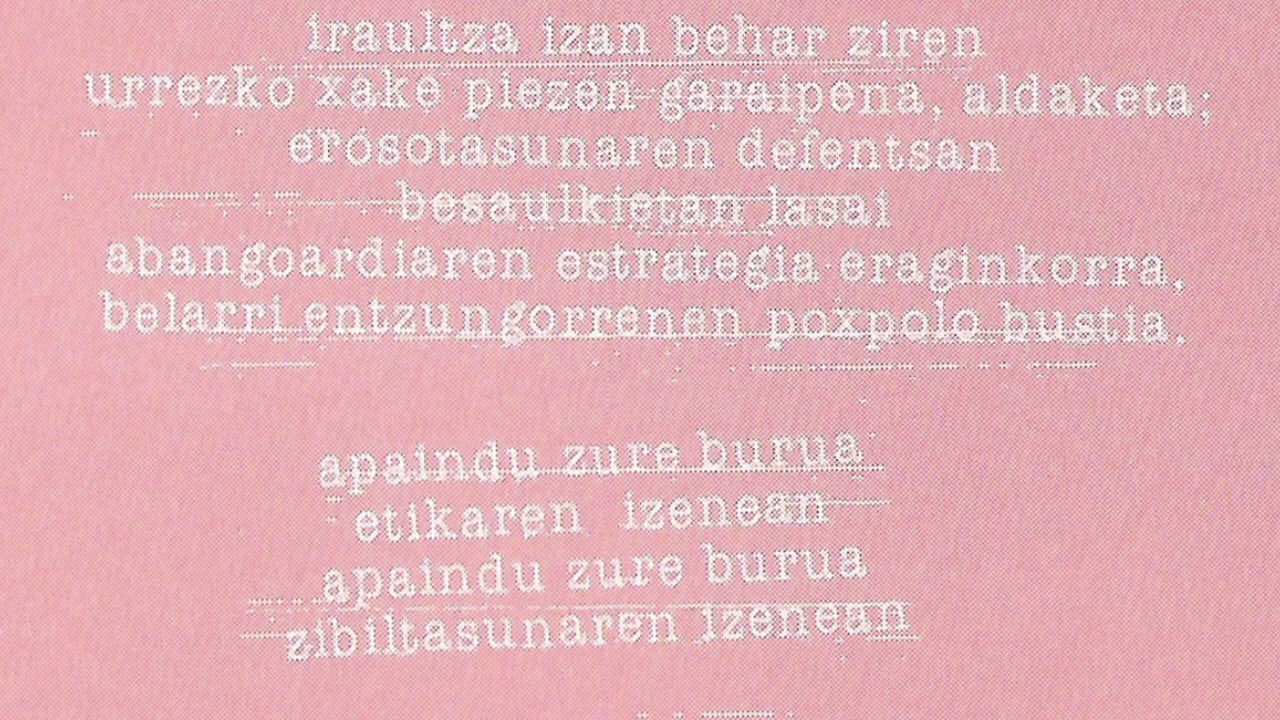 iraultza izan behar ziren
urrezko xake piezen garaipena, aldaketa;
erosotasunaren defentsan
besaulkietan lasai
abangoardiaren estrategia eraginkorra,
belarri entzungorrenen poxpolo bustia.
apaindu zure burua
etikaren izenean
apaindu zure burua
zibiltasunaren izenean